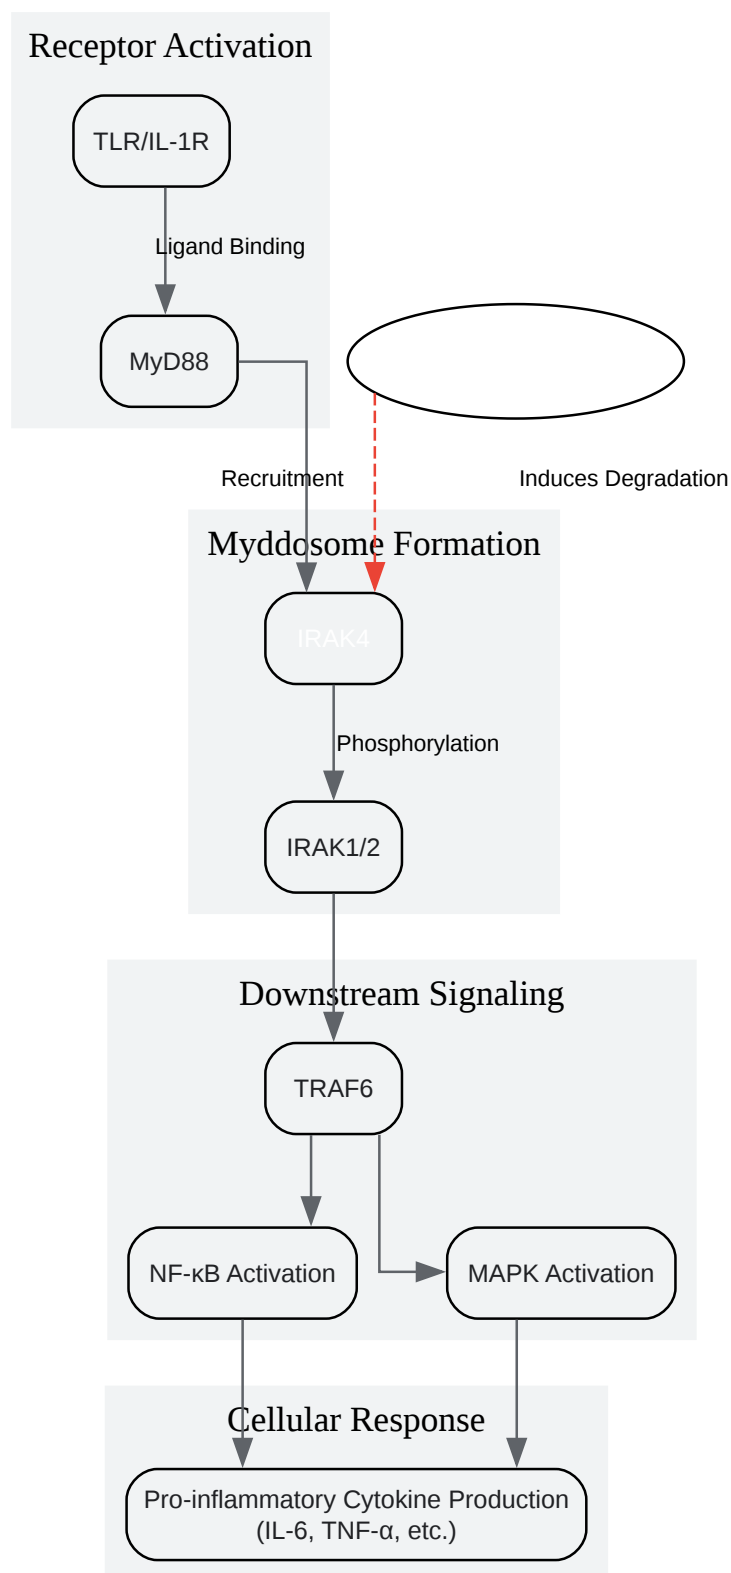 Receptor Activation
TLR/IL-1R
Ligand Binding
MyD88
Recruitment
Induces Degradation
Myddosome Formation
IRAK4
Phosphorylation
IRAK1/2
Downstream Signaling
TRAF6
NF-κB Activation
MAPK Activation
Cellular Response
Pro-inflammatory Cytokine Production
(IL-6, TNF-α, etc.)